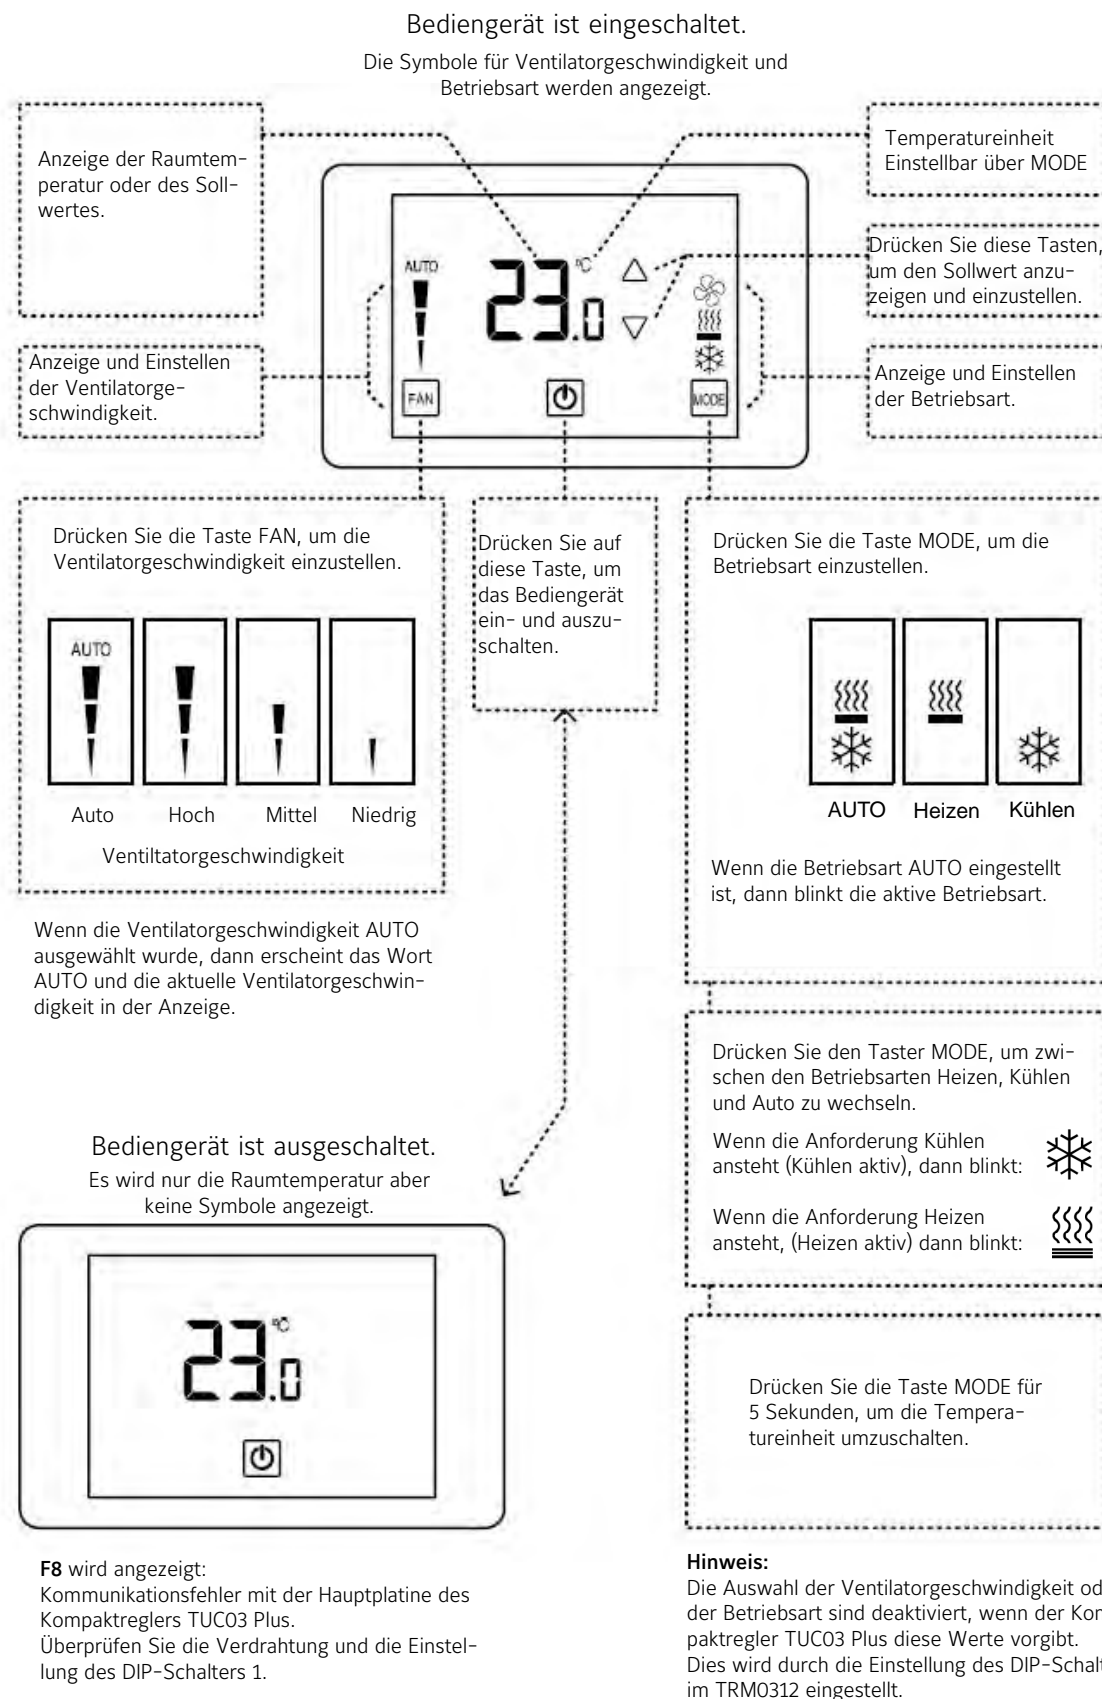 Bediengerät ist eingeschaltet.
Die Symbole für Ventilatorgeschwindigkeit und
Betriebsart werden angezeigt.
Anzeige der Raumtem-
peratur oder des Soll-
wertes.
Temperatureinheit
Einstellbar über MODE
Drücken Sie diese Tasten,
um den Sollwert anzu-
zeigen und einzustellen.
Anzeige und Einstellen
der Ventilatorge-
schwindigkeit.
Anzeige und Einstellen
der Betriebsart.
AUTO
23.0 °C
FAN
MODE
Drücken Sie die Taste FAN, um die
Ventilatorgeschwindigkeit einzustellen.
AUTO
Auto Hoch Mittel Niedrig
Ventiltatorgeschwindigkeit
Drücken Sie auf
diese Taste, um
das Bediengerät
ein- und auszu-
schalten.
Drücken Sie die Taste MODE, um die
Betriebsart einzustellen.
AUTO Heizen Kühlen
Wenn die Betriebsart AUTO eingestellt
ist, dann blinkt die aktive Betriebsart.
Wenn die Ventilatorgeschwindigkeit AUTO
ausgewählt wurde, dann erscheint das Wort
AUTO und die aktuelle Ventilatorgeschwin-
digkeit in der Anzeige.
Drücken Sie den Taster MODE, um zwi-
schen den Betriebsarten Heizen, Kühlen
und Auto zu wechseln.
Wenn die Anforderung Kühlen
ansteht (Kühlen aktiv), dann blinkt:
Wenn die Anforderung Heizen
ansteht, (Heizen aktiv) dann blinkt:
Bediengerät ist ausgeschaltet.
Es wird nur die Raumtemperatur aber
keine Symbole angezeigt.
23.0 °C
Drücken Sie die Taste MODE für
5 Sekunden, um die Tempera-
tureinheit umzuschalten.
F8 wird angezeigt:
Kommunikationsfehler mit der Hauptplatine des
Kompaktreglers TUC03 Plus.
Überprüfen Sie die Verdrahtung und die Einstel-
lung des DIP-Schalters 1.
Hinweis:
Die Auswahl der Ventilatorgeschwindigkeit od
der Betriebsart sind deaktiviert, wenn der Kom
paktregler TUC03 Plus diese Werte vorgibt.
Dies wird durch die Einstellung des DIP-Schalt
im TRM0312 eingestellt.